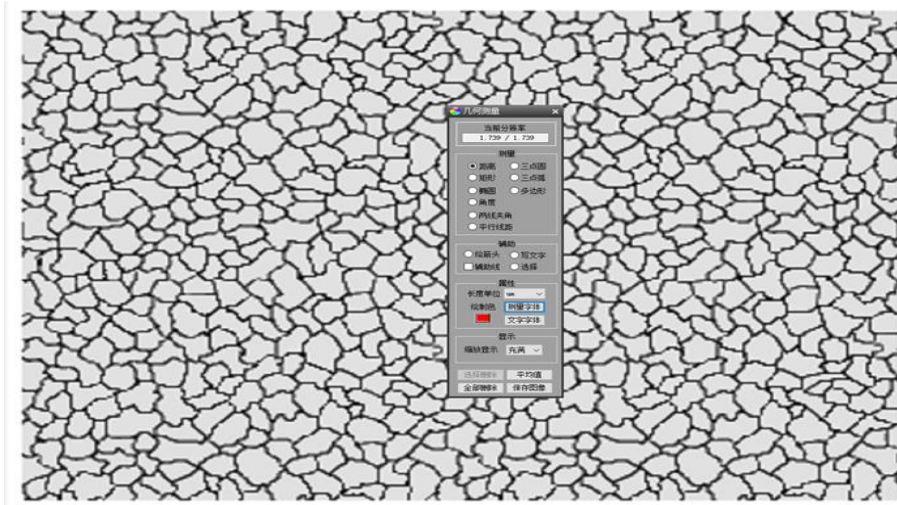 几何测量
当前分辨率
1.739 / 1.739
测量
距离 三点圆
矩形 三点弧
椭圆 多边形
角度
两线夹角
平行线距
辅助
绘箭头 写文字
辅助线 选择
属性
长度单位 um
绘制色 测量字体
文字字体
显示
缩放显示 充满
选择删除 平均值
全部删除 保存图像